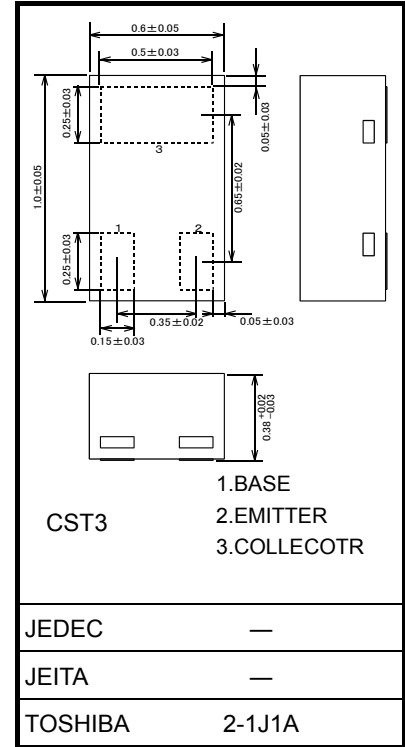 0.6±0.05
0.5±0.03
0.25±0.03
3
0.05±0.03
1.0±0.05
0.65±0.02
1
2
0.25±0.03
0.35±0.02
0.05±0.03
0.15±0.03
0.38 +0.02 -0.03
1.BASE
CST3
2.EMITTER
3.COLLECOTR
JEDEC —
JEITA —
TOSHIBA 2-1J1A